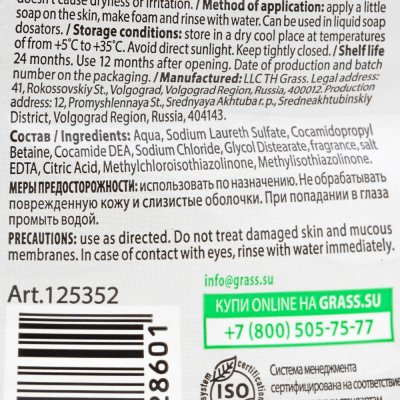 doesn't cause dryness or irritation. / Method of application: apply a little
soap on the skin, make foam and rinse with water. Can be used in liquid soap
dosators. / Storage conditions: store in a dry cool place at temperatures
of from +5°C to +35°C. Avoid direct sunlight. Keep tightly closed. / Shelf life
24 months. Use 12 months after opening. Date of production and batch
number on the packaging. / Manufactured: LLC TH Grass. Legal address:
41, Rokossovskiy St., Volgograd, Volgograd Region, Russia, 400012. Production
address: 12, Promyshlennaya St., Srednyaya Akhtuba r. p., Sredneakhtubinskiy
District, Volgograd Region, Russia, 404143.
Состав / Ingredients: Aqua, Sodium Laureth Sulfate, Cocamidopropyl
Betaine, Cocamide DEA, Sodium Chloride, Glycol Distearate, fragrance, salt
EDTA, Citric Acid, Methylchloroisothiazolinone, Methylisothiazolinone.
МЕРЫ ПРЕДОСТОРОЖНОСТИ: использовать по назначению. Не обрабатывать
поврежденную кожу и слизистые оболочки. При попадании в глаза
промыть водой.
PRECAUTIONS: use as directed. Do not treat damaged skin and mucous
membranes. In case of contact with eyes, rinse with water immediately.
info@grass.su
Art.125352
КУПИ ONLINE НА GRASS.SU
+7 (800) 505-75-77
28601
system
certification
ISO
Система менеджмента
сертифицирована на соответствие